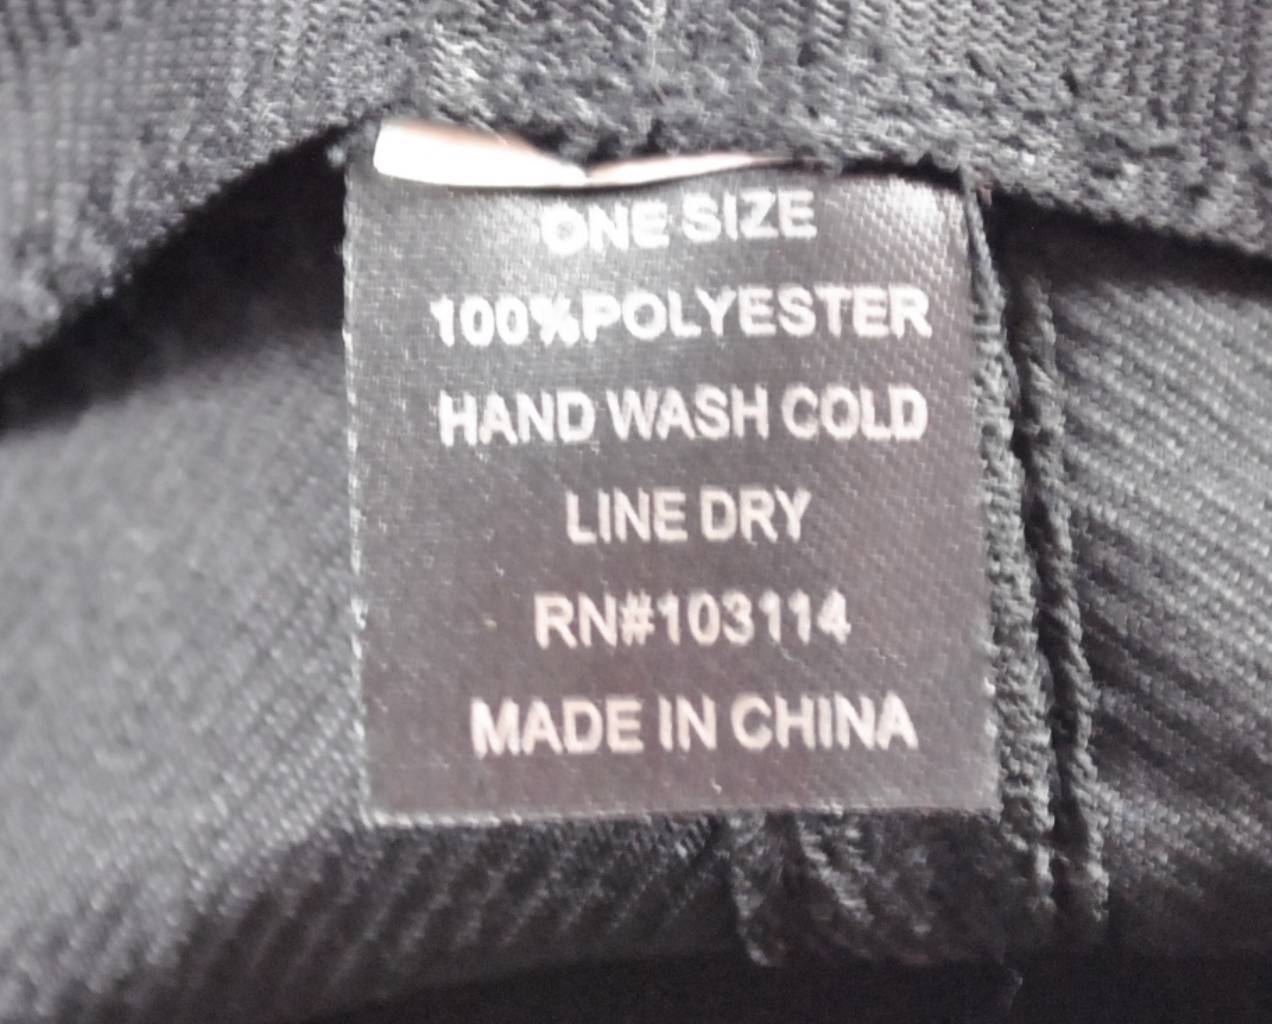 ONE SIZE
100%POLYESTER
HAND WASH COLD
LINE DRY
RN#103114
MADE IN CHINA